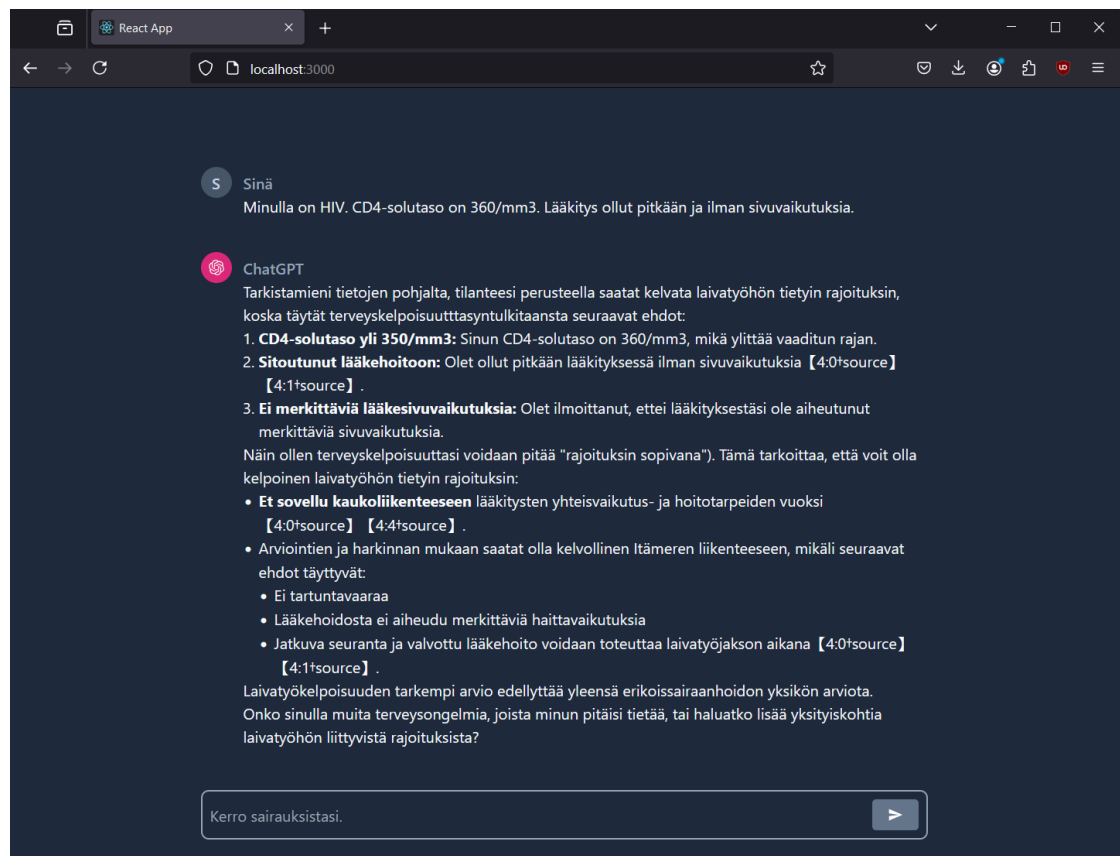 React App
localhost:3000
S
Sinä
Minulla on HIV. CD4-solutaso on 360/mm3. Lääkitys ollut pitkään ja ilman sivuvaikutuksia.
ChatGPT
Tarkistamieni tietojen pohjalta, tilanteesi perusteella saatat kelvata laivatyöhön tietyin rajoituksin,
koska täytät terveyskelpoisuutttasyntulkitaansta seuraavat ehdot:
1. CD4-solutaso yli 350/mm3: Sinun CD4-solutaso on 360/mm3, mikä ylittää vaaditun rajan.
2. Sitoutunut lääkehoitoon: Olet ollut pitkään lääkityksessä ilman sivuvaikutuksia【4:0†source】
【4:1†source】.
3. Ei merkittäviä lääkesivuvaikutuksia: Olet ilmoittanut, ettei lääkityksestäsi ole aiheutunut
merkittäviä sivuvaikutuksia.
Näin ollen terveyskelpoisuuttasi voidaan pitää "rajoituksin sopivana"). Tämä tarkoittaa, että voit olla
kelpoinen laivatyöhön tietyin rajoituksin:
• Et sovellu kaukoliikenteeseen lääkitysten yhteisvaikutus- ja hoitotarpeiden vuoksi
【4:0†source】【4:4†source】.
• Arviointien ja harkinnan mukaan saatat olla kelvollinen Itämeren liikenteeseen, mikäli seuraavat
ehdot täyttyvät:
• Ei tartuntavaaraa
• Lääkehoidosta ei aiheudu merkittäviä haittavaikutuksia
• Jatkuva seuranta ja valvottu lääkehoito voidaan toteuttaa laivatyöjakson aikana【4:0†source】
【4:1†source】.
Laivatyökelpoisuuden tarkempi arvio edellyttää yleensä erikoissairaanhoidon yksikön arviota.
Onko sinulla muita terveysongelmia, joista minun pitäisi tietää, tai haluatko lisää yksityiskohtia
laivatyöhön liittyvistä rajoituksista?
Kerro sairauksistasi.